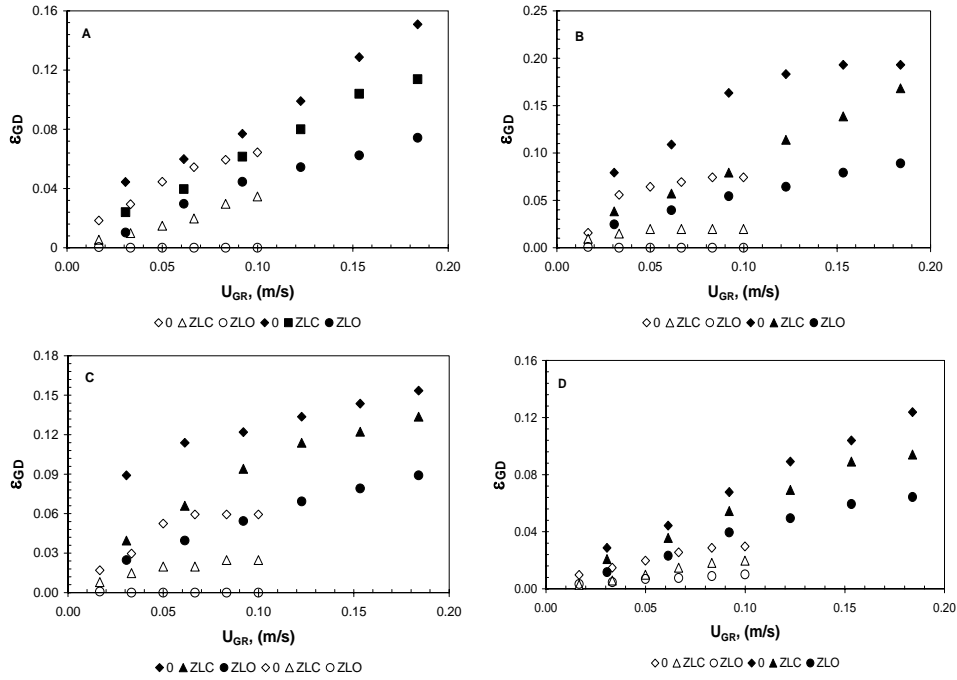 A
0.16
0.12
0.08
0.04
0
εGD
0.00 0.05 0.10 0.15 0.20
UGR, (m/s)
◇0 △ZLC ○ZLO ◆0 ■ZLC ●ZLO
B
0.25
0.20
0.15
0.10
0.05
0.00
εGD
0.00 0.05 0.10 0.15 0.20
UGR, (m/s)
◇0 △ZLC ○ZLO ◆0 ▲ZLC ●ZLO
C
0.18
0.15
0.12
0.09
0.06
0.03
0.00
εGD
0.00 0.05 0.10 0.15 0.20
UGR, (m/s)
◆0 ▲ZLC ●ZLO ◇0 △ZLC ○ZLO
D
0.16
0.12
0.08
0.04
0.00
εGD
0.00 0.05 0.10 0.15 0.20
UGR, (m/s)
◇0 △ZLC ○ZLO ◆0 ▲ZLC ●ZLO